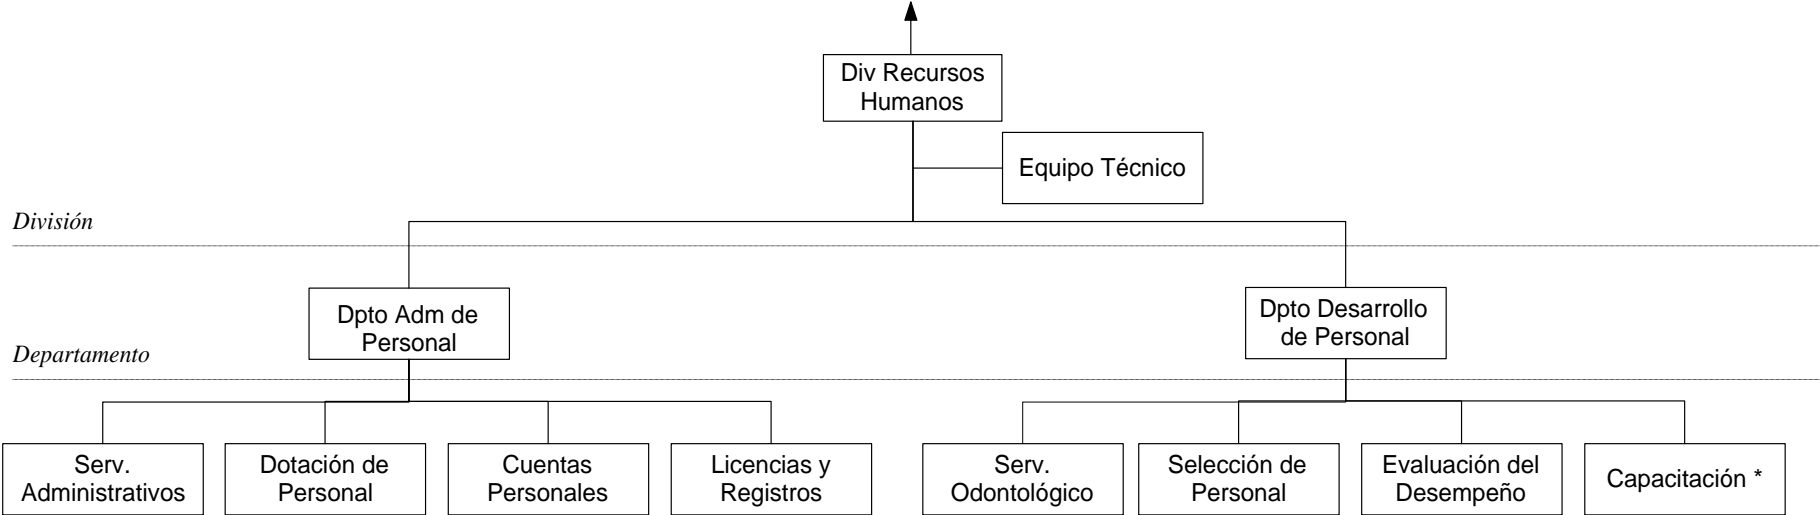 Div Recursos
Humanos
Equipo Técnico
División
Dpto Adm de
Personal
Dpto Desarrollo
de Personal
Departamento
Serv.
Administrativos
Dotación de
Personal
Cuentas
Personales
Licencias y
Registros
Serv.
Odontológico
Selección de
Personal
Evaluación del
Desempeño
Capacitación *